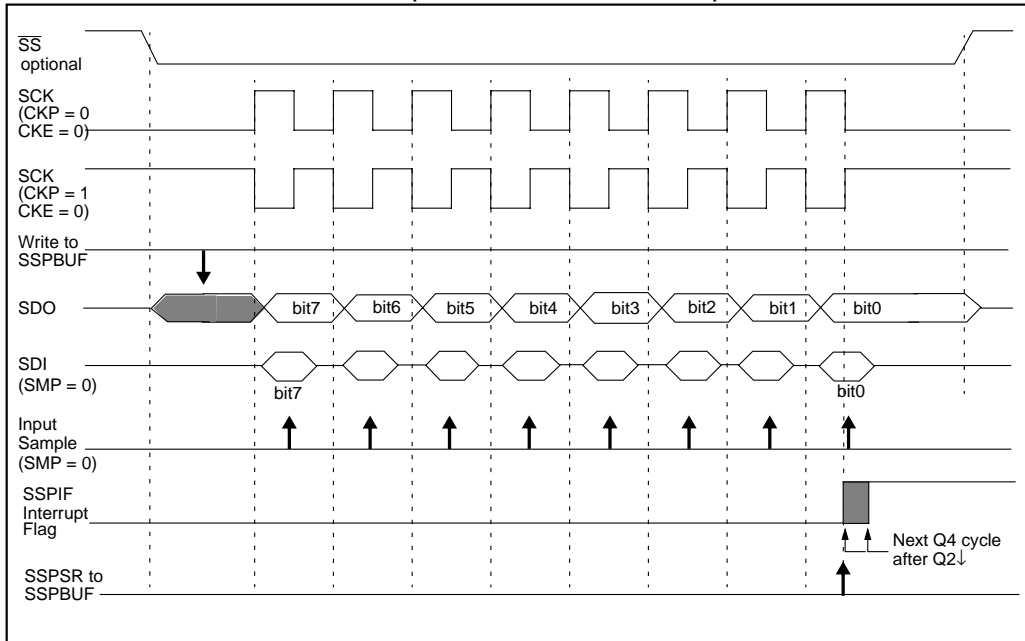 SS
optional
SCK
(CKP = 0
CKE = 0)
SCK
(CKP = 1
CKE = 0)
Write to
SSPBUF
SDO
bit7
bit6
bit5
bit4
bit3
bit2
bit1
bit0
SDI
(SMP = 0)
bit7
bit0
Input
Sample
(SMP = 0)
SSPIF
Interrupt
Flag
Next Q4 cycle
after Q2↓
SSPSR to
SSPBUF